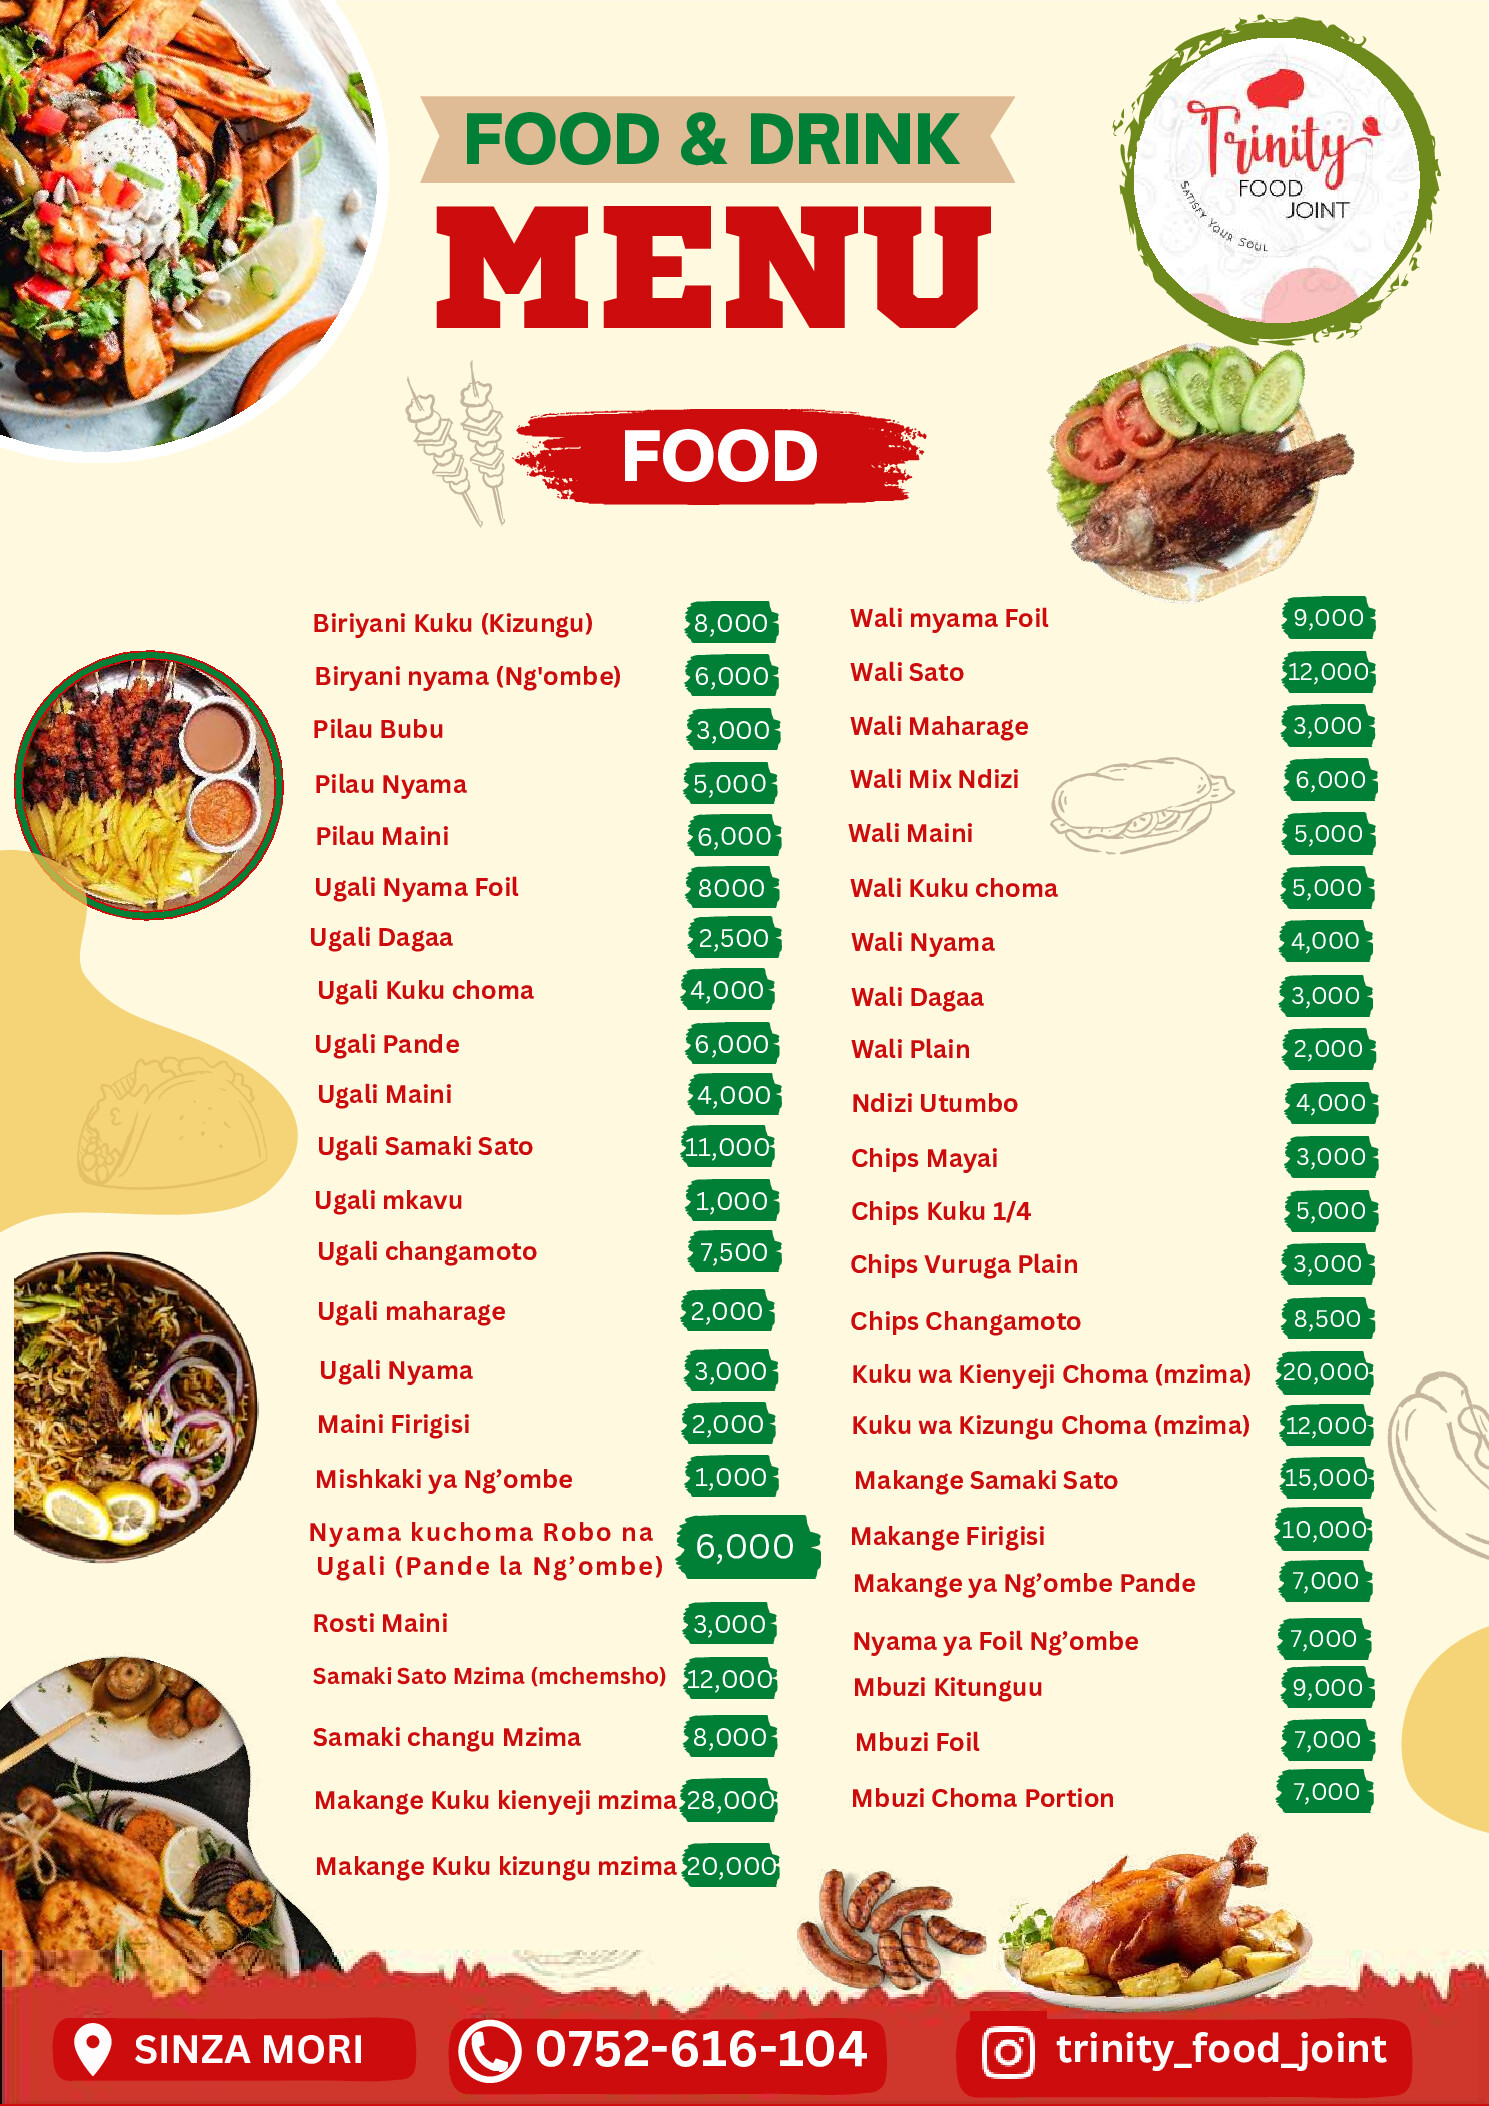 FOOD & DRINK
MENU
Trinity
FOOD
JOINT
SATISFY YOUR SOUL
FOOD
Biriyani Kuku (Kizungu) 8,000
Biryani nyama (Ng'ombe) 6,000
Pilau Bubu 3,000
Pilau Nyama 5,000
Pilau Maini 6,000
Ugali Nyama Foil 8000
Ugali Dagaa 2,500
Ugali Kuku choma 4,000
Ugali Pande 6,000
Ugali Maini 4,000
Ugali Samaki Sato 11,000
Ugali mkavu 1,000
Ugali changamoto 7,500
Ugali maharage 2,000
Ugali Nyama 3,000
Maini Firigisi 2,000
Mishkaki ya Ng’ombe 1,000
Nyama kuchoma Robo na
Ugali (Pande la Ng’ombe) 6,000
Rosti Maini 3,000
Samaki Sato Mzima (mchemsho) 12,000
Samaki changu Mzima 8,000
Makange Kuku kienyeji mzima 28,000
Makange Kuku kizungu mzima 20,000
Wali myama Foil 9,000
Wali Sato 12,000
Wali Maharage 3,000
Wali Mix Ndizi 6,000
Wali Maini 5,000
Wali Kuku choma 5,000
Wali Nyama 4,000
Wali Dagaa 3,000
Wali Plain 2,000
Ndizi Utumbo 4,000
Chips Mayai 3,000
Chips Kuku 1/4 5,000
Chips Vuruga Plain 3,000
Chips Changamoto 8,500
Kuku wa Kienyeji Choma (mzima) 20,000
Kuku wa Kizungu Choma (mzima) 12,000
Makange Samaki Sato 15,000
Makange Firigisi 10,000
Makange ya Ng’ombe Pande 7,000
Nyama ya Foil Ng’ombe 7,000
Mbuzi Kitunguu 9,000
Mbuzi Foil 7,000
Mbuzi Choma Portion 7,000
SINZA MORI
0752-616-104
trinity_food_joint